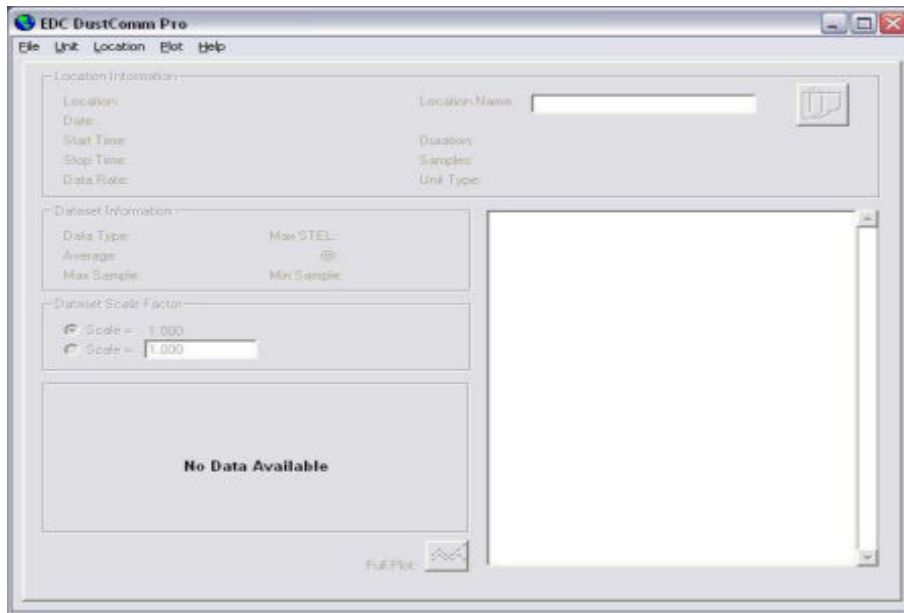 EDC DustComm Pro
File Unit Location Plot Help
Location Information
Location: Location Name:
Date:
Start Time: Duration:
Stop Time: Samples:
Data Rate: Unit Type:
Dataset Information
Data Type: Max STEL:
Average: @:
Max Sample: Min Sample:
Dataset Scale Factor
Scale = 1.000
Scale = 1.000
No Data Available
Full Plot: